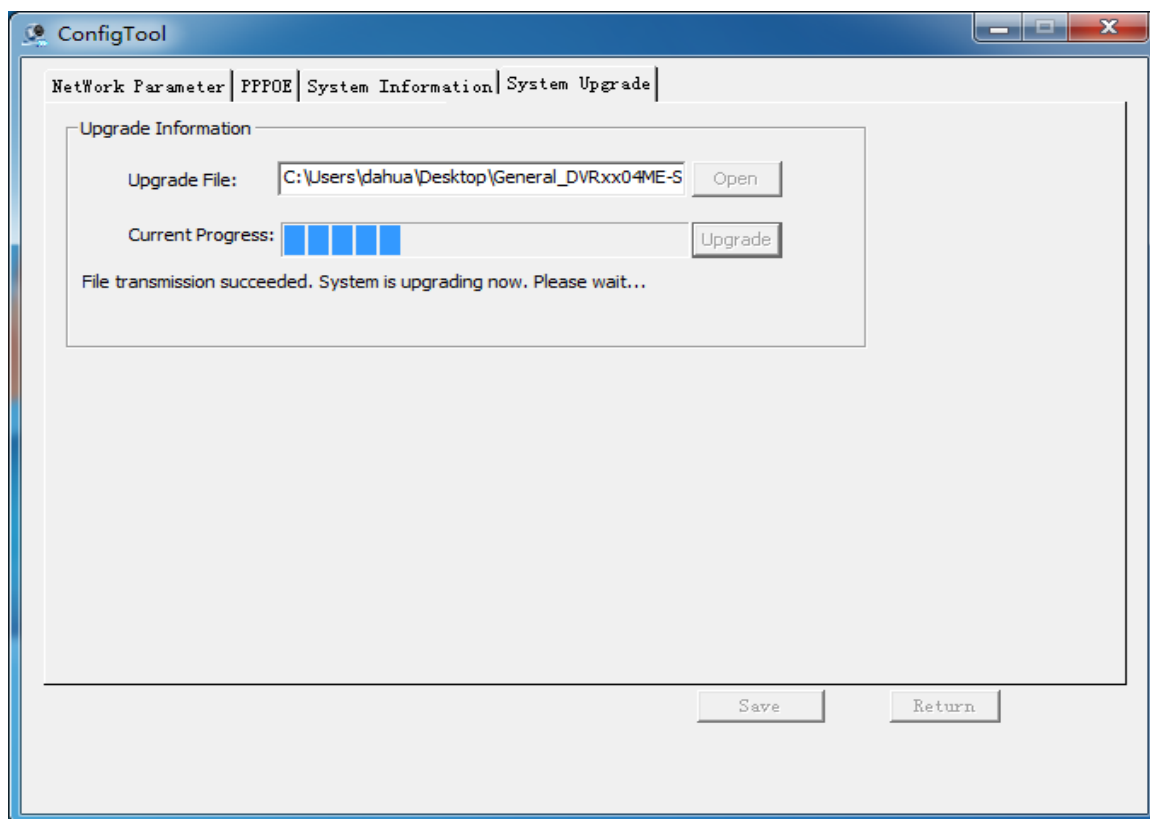 ConfigTool
NetWork Parameter PPPOE System Information System Upgrade
Upgrade Information
Upgrade File: C:\Users\dahua\Desktop\General_DVRxx04ME-S Open
Current Progress: Upgrade
File transmission succeeded. System is upgrading now. Please wait...
Save Return